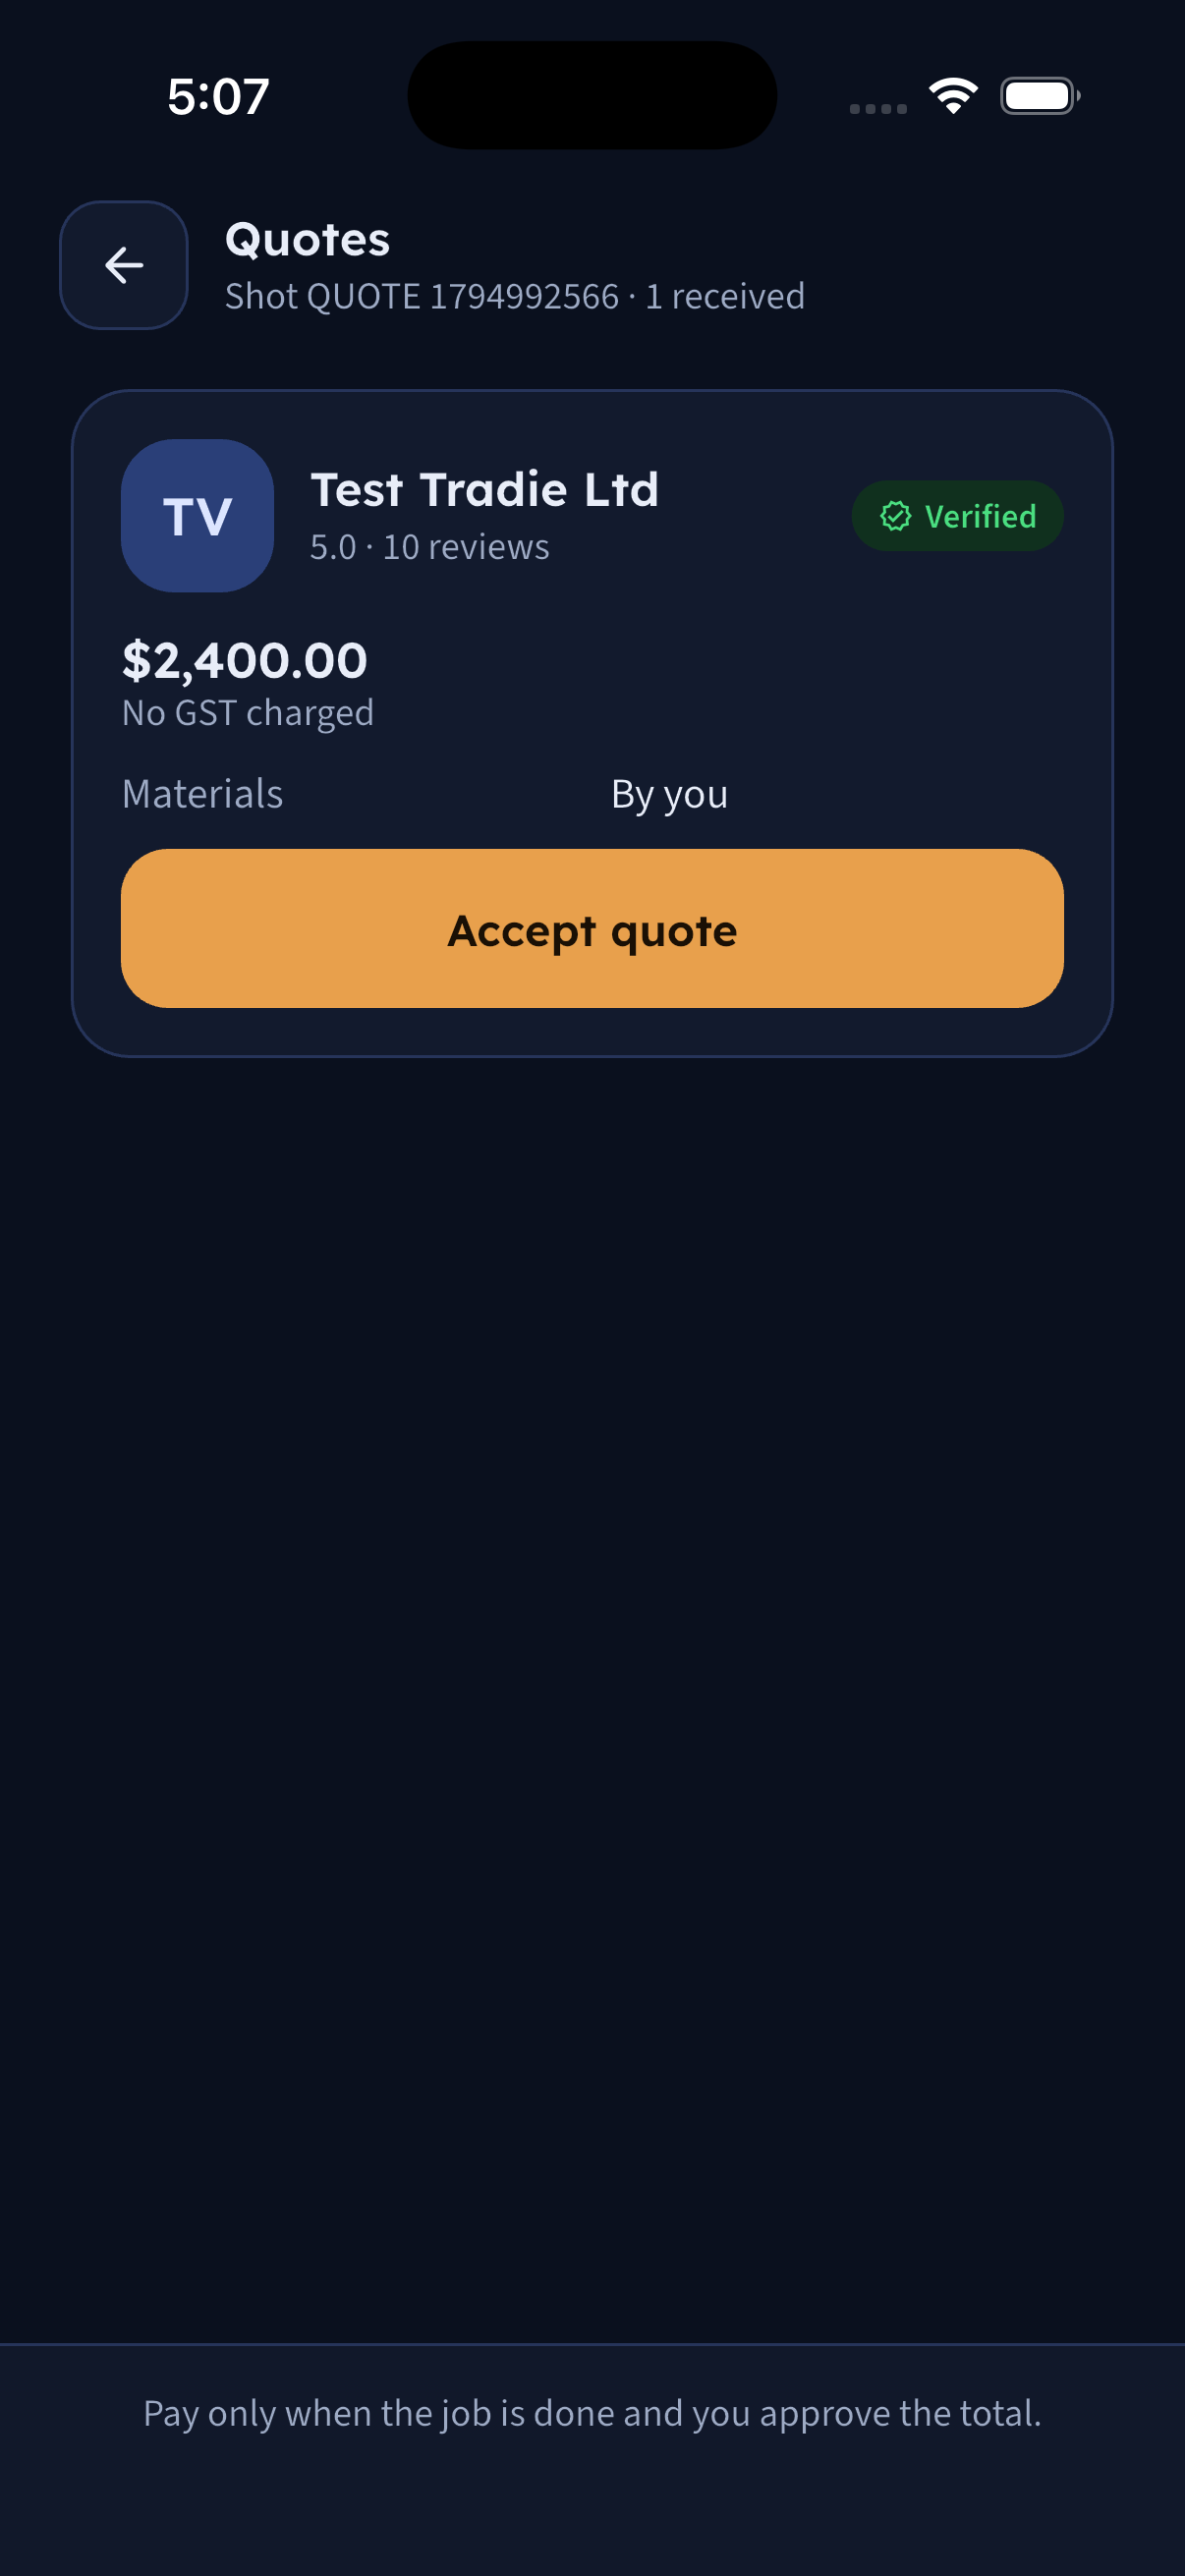 5:07
Quotes
Shot QUOTE 1794992566 · 1 received
TV
Test Tradie Ltd
5.0 · 10 reviews
Verified
$2,400.00
No GST charged
Materials By you
Accept quote
Pay only when the job is done and you approve the total.